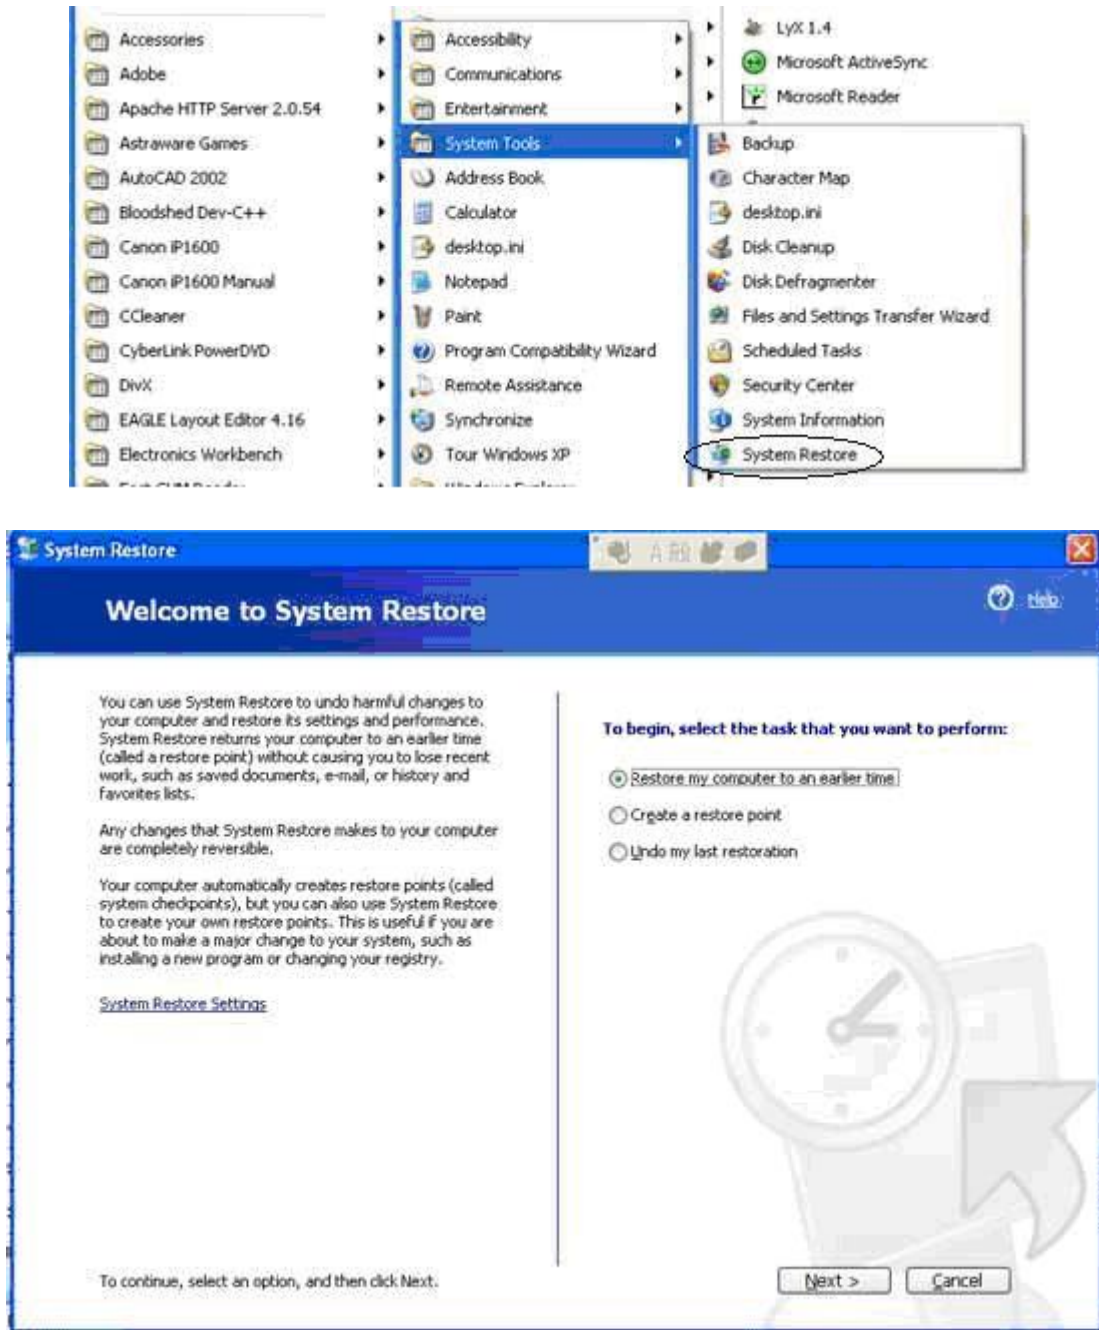 Accessories
Adobe
Apache HTTP Server 2.0.54
Astraware Games
AutoCAD 2002
Bloodshed Dev-C++
Canon iP1600
Canon iP1600 Manual
CCleaner
CyberLink PowerDVD
DivX
EAGLE Layout Editor 4.16
Electronics Workbench
Accessibility
Communications
Entertainment
System Tools
Address Book
Calculator
desktop.ini
Notepad
Paint
Program Compatibility Wizard
Remote Assistance
Synchronize
Tour Windows XP
LyX 1.4
Microsoft ActiveSync
Microsoft Reader
Backup
Character Map
desktop.ini
Disk Cleanup
Disk Defragmenter
Files and Settings Transfer Wizard
Scheduled Tasks
Security Center
System Information
System Restore
System Restore
Welcome to System Restore
Help
You can use System Restore to undo harmful changes to
your computer and restore its settings and performance.
System Restore returns your computer to an earlier time
(called a restore point) without causing you to lose recent
work, such as saved documents, e-mail, or history and
favorites lists.
Any changes that System Restore makes to your computer
are completely reversible.
Your computer automatically creates restore points (called
system checkpoints), but you can also use System Restore
to create your own restore points. This is useful if you are
about to make a major change to your system, such as
installing a new program or changing your registry.
System Restore Settings
To begin, select the task that you want to perform:
Restore my computer to an earlier time
Create a restore point
Undo my last restoration
To continue, select an option, and then click Next.
Next >
Cancel